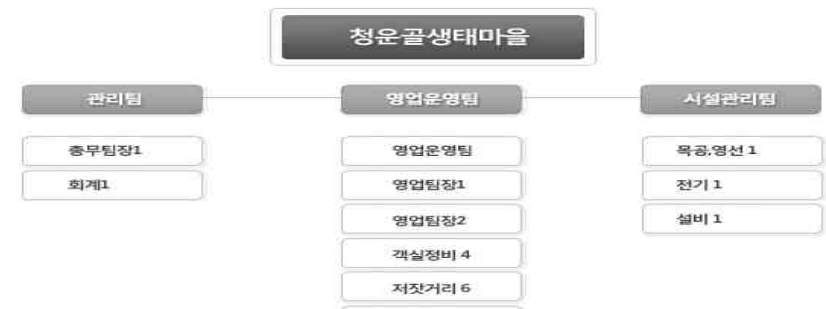 청운골생태마을
관리팀
영업운영팀
시설관리팀
총무팀장1
회계1
영업운영팀
영업팀장1
영업팀장2
객실정비 4
저잣거리 6
목공,영선 1
전기 1
설비 1